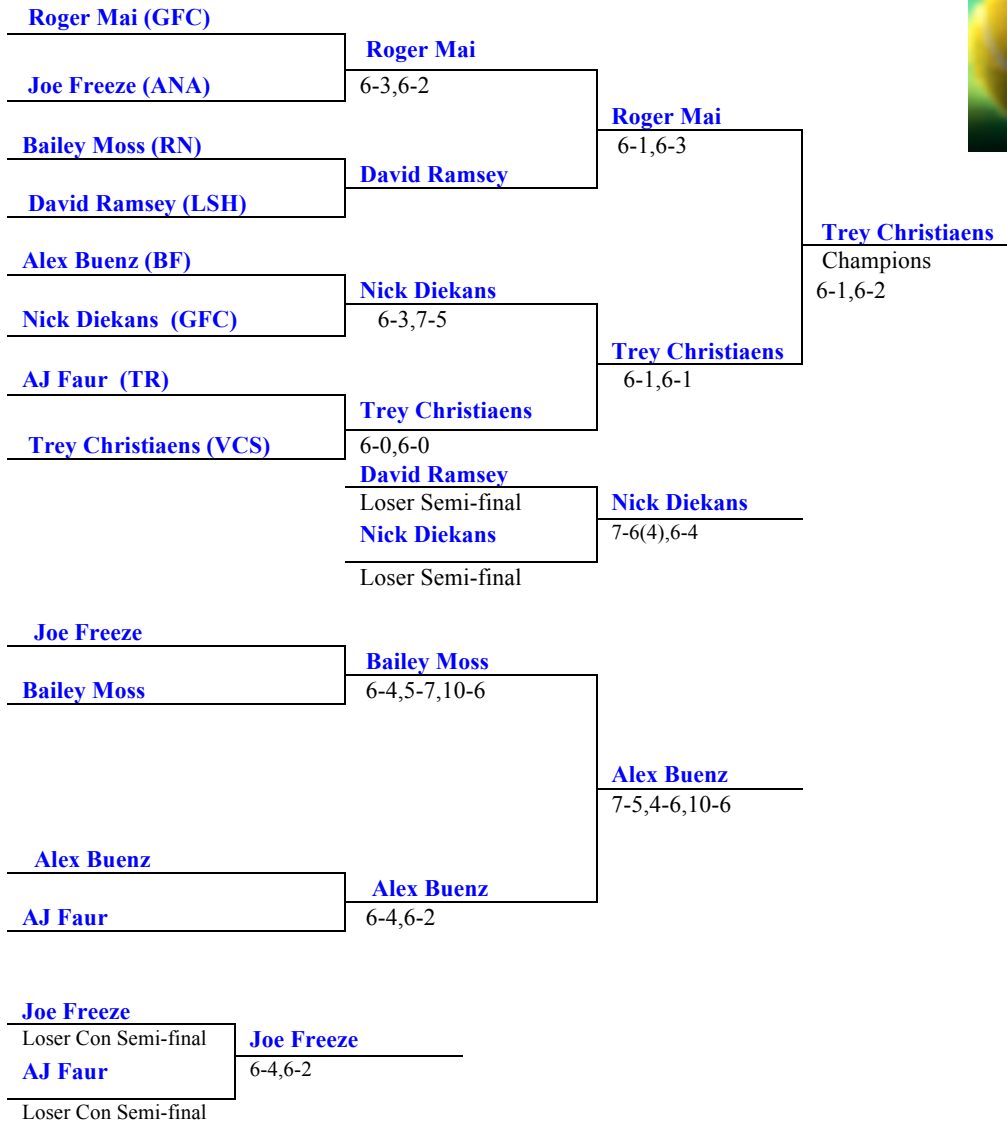 Roger Mai (GFC)
Roger Mai
Joe Freeze (ANA)
6-3,6-2
Roger Mai
Bailey Moss (RN)
6-1,6-3
David Ramsey
David Ramsey (LSH)
Trey Christiaens
Alex Buenz (BF)
Champions
Nick Diekans
6-1,6-2
Nick Diekans (GFC)
6-3,7-5
Trey Christiaens
AJ Faur (TR)
6-1,6-1
Trey Christiaens
Trey Christiaens (VCS)
6-0,6-0
David Ramsey
Loser Semi-final
Nick Diekans
Nick Diekans
7-6(4),6-4
Loser Semi-final
Joe Freeze
Bailey Moss
Bailey Moss
6-4,5-7,10-6
Alex Buenz
7-5,4-6,10-6
Alex Buenz
Alex Buenz
AJ Faur
6-4,6-2
Joe Freeze
Loser Con Semi-final
Joe Freeze
AJ Faur
6-4,6-2
Loser Con Semi-final